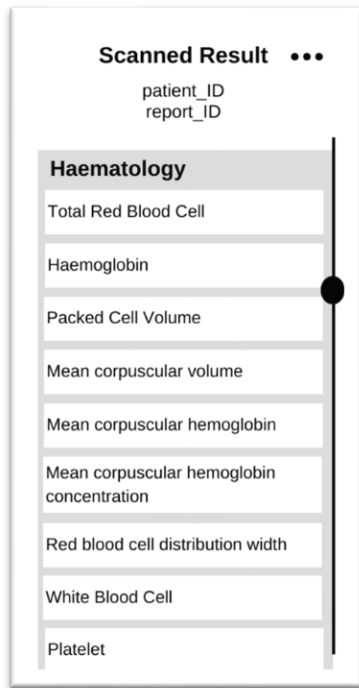 Scanned Result
patient_ID
report_ID
Haematology
Total Red Blood Cell
Haemoglobin
Packed Cell Volume
Mean corpuscular volume
Mean corpuscular hemoglobin
Mean corpuscular hemoglobin
concentration
Red blood cell distribution width
White Blood Cell
Platelet